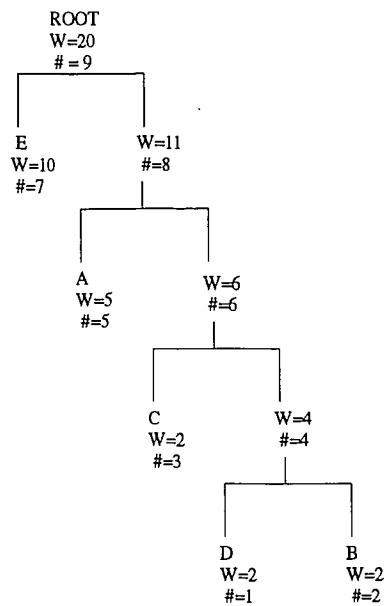 ROOT
W=20
# = 9
E
W=10
#=7
W=11
#=8
A
W=5
#=5
W=6
#=6
C
W=2
#=3
W=4
#=4
D
W=2
#=1
B
W=2
#=2